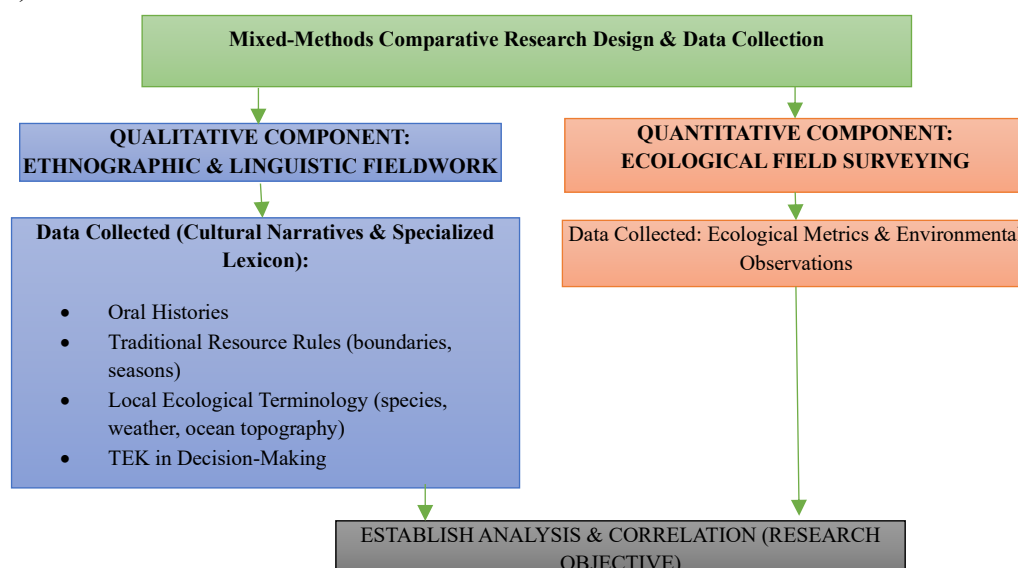 Mixed-Methods Comparative Research Design & Data Collection
QUALITATIVE COMPONENT:
ETHNOGRAPHIC & LINGUISTIC FIELDWORK
Data Collected (Cultural Narratives & Specialized
Lexicon):
• Oral Histories
• Traditional Resource Rules (boundaries,
seasons)
• Local Ecological Terminology (species,
weather, ocean topography)
• TEK in Decision-Making
QUANTITATIVE COMPONENT:
ECOLOGICAL FIELD SURVEYING
Data Collected: Ecological Metrics & Environmental
Observations
ESTABLISH ANALYSIS & CORRELATION (RESEARCH
OBJECTIVE)